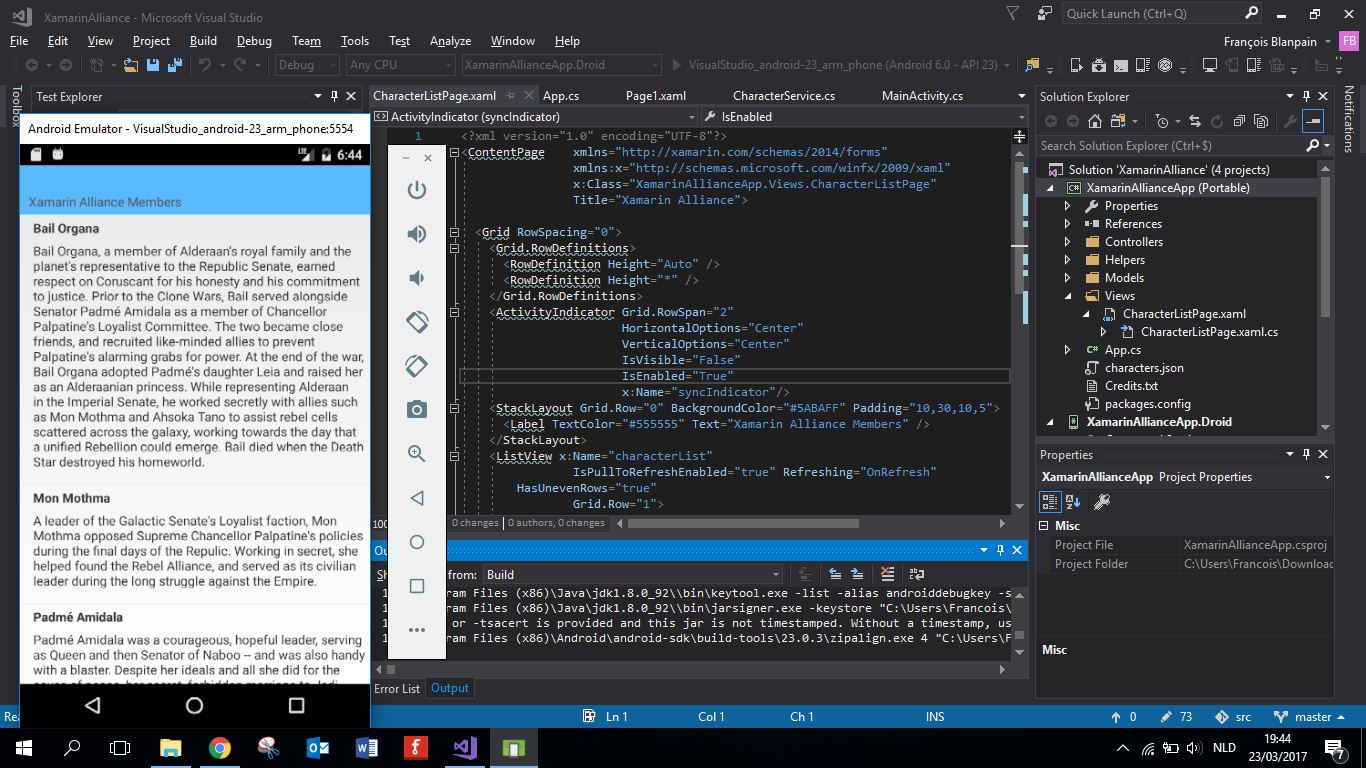 XamarinAlliance - Microsoft Visual Studio
Quick Launch (Ctrl+Q)
File Edit View Project Build Debug Team Tools Test Analyze Window Help
François Blanpain FB
Debug Any CPU XamarinAllianceApp.Droid VisualStudio_android-23_arm_phone (Android 6.0 - API 23)
Toolbox
Test Explorer
Android Emulator - VisualStudio_android-23_arm_phone:5554
LTE 6:44
Xamarin Alliance Members
Bail Organa
Bail Organa, a member of Alderaan's royal family and the
planet's representative to the Republic Senate, earned
respect on Coruscant for his honesty and his commitment
to justice. Prior to the Clone Wars, Bail served alongside
Senator Padmé Amidala as a member of Chancellor
Palpatine's Loyalist Committee. The two became close
friends, and recruited like-minded allies to prevent
Palpatine's alarming grabs for power. At the end of the war,
Bail Organa adopted Padmé's daughter Leia and raised her
as an Alderaanian princess. While representing Alderaan
in the Imperial Senate, he worked secretly with allies such
as Mon Mothma and Ahsoka Tano to assist rebel cells
scattered across the galaxy, working towards the day that
a unified Rebellion could emerge. Bail died when the Death
Star destroyed his homeworld.
Mon Mothma
A leader of the Galactic Senate's Loyalist faction, Mon
Mothma opposed Supreme Chancellor Palpatine's policies
during the final days of the Repulic. Working in secret, she
helped found the Rebel Alliance, and served as its civilian
leader during the long struggle against the Empire.
Padmé Amidala
Padmé Amidala was a courageous, hopeful leader, serving
as Queen and then Senator of Naboo -- and was also handy
with a blaster. Despite her ideals and all she did for the
CharacterListPage.xaml App.cs Page1.xaml CharacterService.cs MainActivity.cs
ActivityIndicator (syncIndicator) IsEnabled
1 <?xml version="1.0" encoding="UTF-8"?>
<ContentPage xmlns="http://xamarin.com/schemas/2014/forms"
xmlns:x="http://schemas.microsoft.com/winfx/2009/xaml"
x:Class="XamarinAllianceApp.Views.CharacterListPage"
Title="Xamarin Alliance">
<Grid RowSpacing="0">
<Grid.RowDefinitions>
<RowDefinition Height="Auto" />
<RowDefinition Height="*" />
</Grid.RowDefinitions>
<ActivityIndicator Grid.RowSpan="2"
HorizontalOptions="Center"
VerticalOptions="Center"
IsVisible="False"
IsEnabled="True"
x:Name="syncIndicator"/>
<StackLayout Grid.Row="0" BackgroundColor="#5ABAFF" Padding="10,30,10,5">
<Label TextColor="#555555" Text="Xamarin Alliance Members" />
</StackLayout>
<ListView x:Name="characterList"
IsPullToRefreshEnabled="true" Refreshing="OnRefresh"
HasUnevenRows="true"
Grid.Row="1">
100 0 changes | 0 authors, 0 changes
Ou
Sh from: Build
ram Files (x86)\Java\jdk1.8.0_92\\bin\keytool.exe -list -alias androiddebugkey -s
ram Files (x86)\Java\jdk1.8.0_92\\bin\jarsigner.exe -keystore "C:\Users\Francois\
or -tsacert is provided and this jar is not timestamped. Without a timestamp, us
ram Files (x86)\Android\android-sdk\build-tools\23.0.3\zipalign.exe 4 "C:\Users\F
Error List Output
Solution Explorer
Search Solution Explorer (Ctrl+$)
Solution 'XamarinAlliance' (4 projects)
XamarinAllianceApp (Portable)
Properties
References
Controllers
Helpers
Models
Views
CharacterListPage.xaml
CharacterListPage.xaml.cs
App.cs
characters.json
Credits.txt
packages.config
XamarinAllianceApp.Droid
Notifications
Properties
XamarinAllianceApp Project Properties
Misc
Project File XamarinAllianceApp.csproj
Project Folder C:\Users\Francois\Downloac
Misc
Rea Ln 1 Col 1 Ch 1 INS 0 73 src master
NLD 19:44
23/03/2017 7